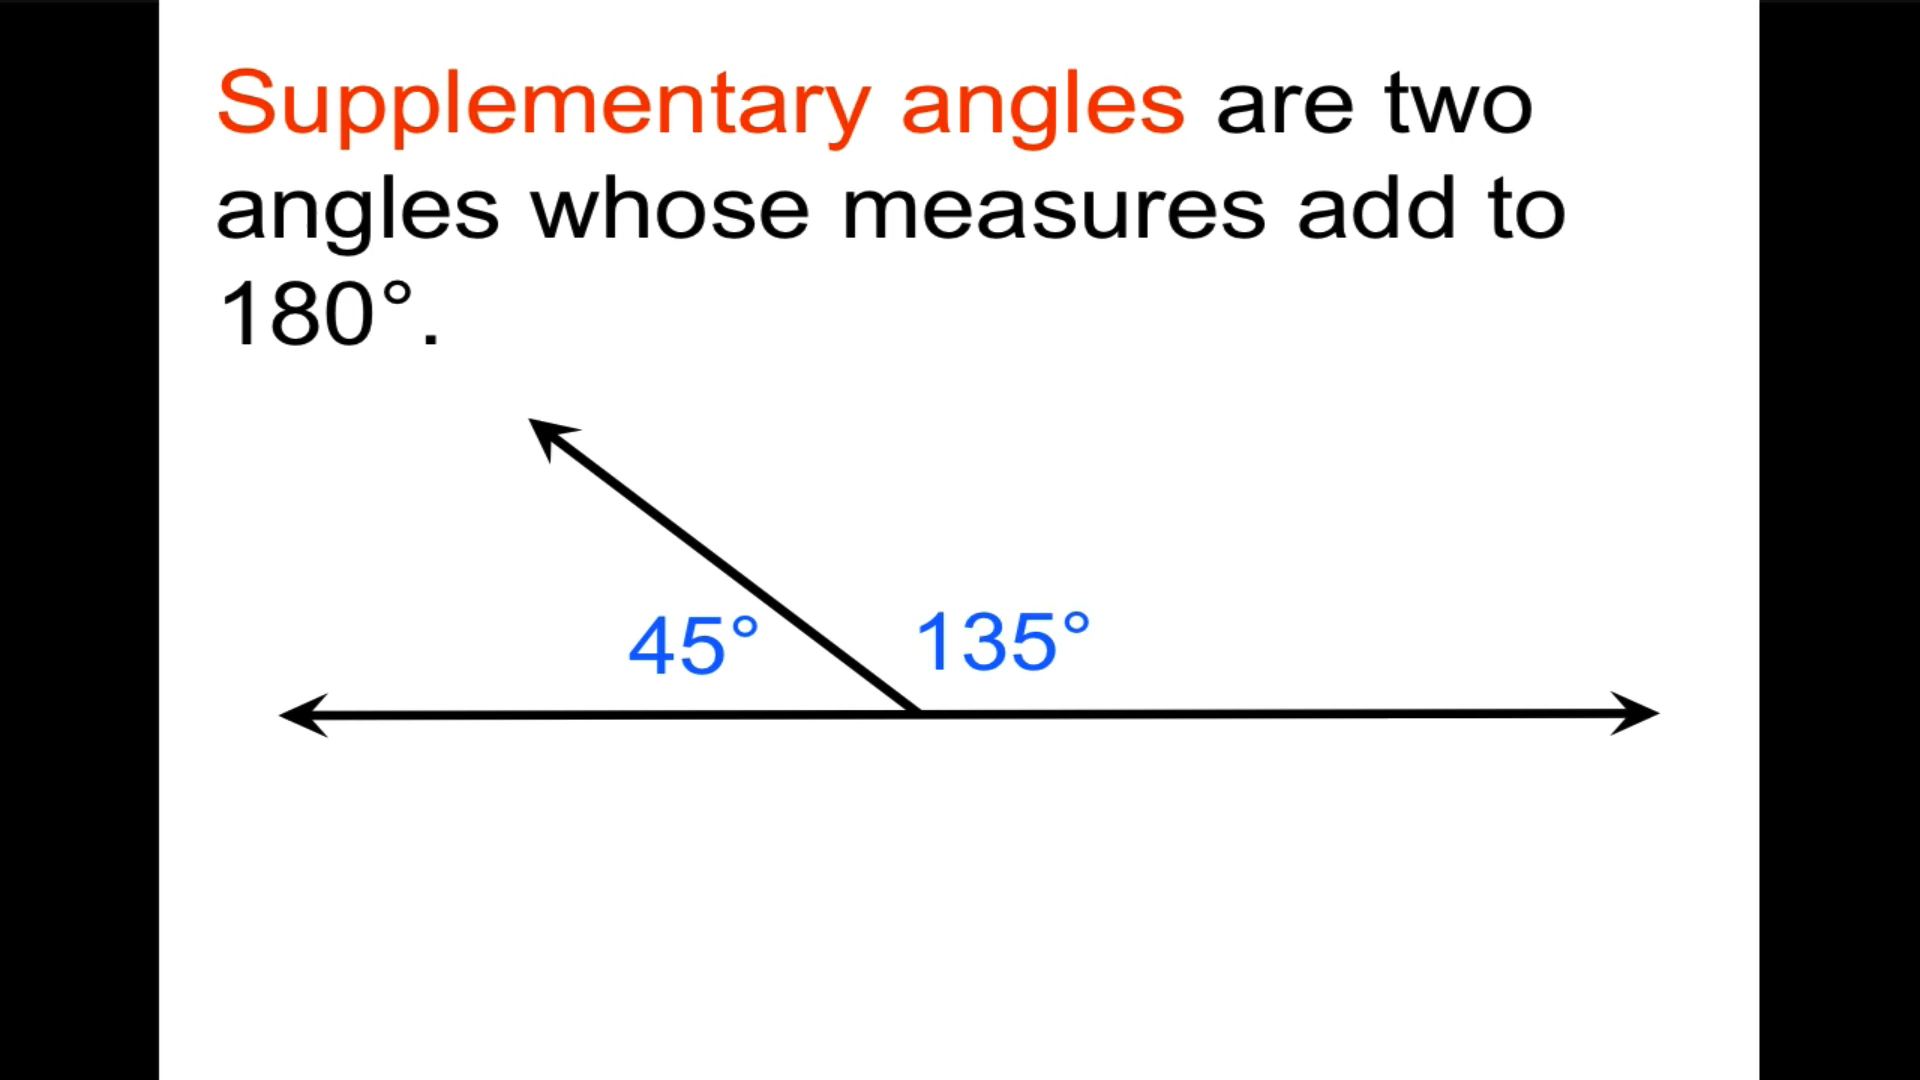 Supplementary angles are two
angles whose measures add to
180°.
45° 135°